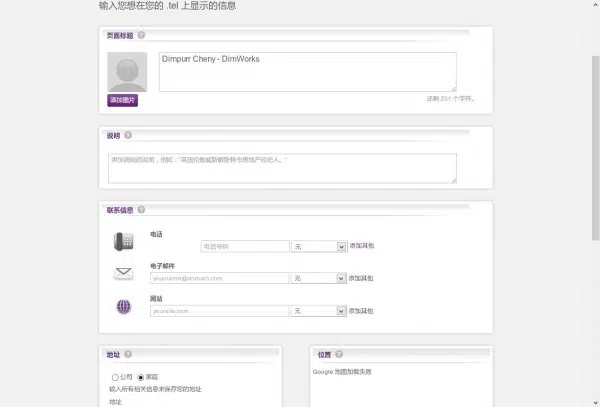 输入您想在您的 .tel 上显示的信息
页面标题 ?
Dimpurr Cheny - DimWorks
添加图片
还剩 231 个字符。
说明 ?
添加简短的说明，例如："英国伦敦威斯敏斯特市房地产经纪人。"
联系信息 ?
电话
电话号码 无 添加其他
电子邮件
yourname@domain.com 无 添加其他
网站
yoursite.com 无 添加其他
地址 ?
公司 家庭
输入所有相关信息来保存您的地址
地址
位置 ?
Google 地图加载失败